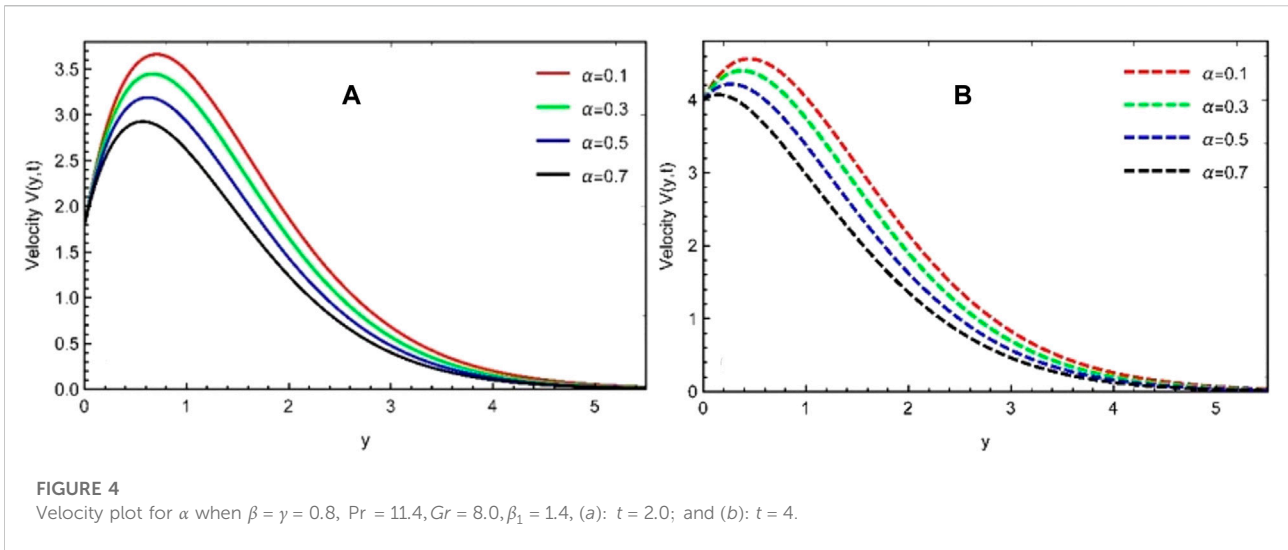 A
α=0.1
α=0.3
α=0.5
α=0.7
Velocity V(y,t)
3.5
3.0
2.5
2.0
1.5
1.0
0.5
0.0
0 1 2 3 4 5
y
B
α=0.1
α=0.3
α=0.5
α=0.7
Velocity V(y,t)
4
3
2
1
0
0 1 2 3 4 5
y
FIGURE 4
Velocity plot for α when β = γ = 0.8, Pr = 11.4, Gr = 8.0, β₁ = 1.4, (a): t = 2.0; and (b): t = 4.